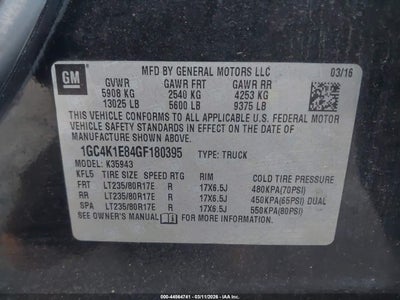 MFD BY GENERAL MOTORS LLC 03/16
GM
GVWR GAWR FRT GAWR RR
5908 KG 2540 KG 4253 KG
13025 LB 5600 LB 9375 LB
THIS VEHICLE CONFORMS TO ALL APPLICABLE U.S. FEDERAL MOTOR
VEHICLE SAFETY STANDARDS IN EFFECT ON THE DATE OF
MANUFACTURE SHOWN ABOVE.
1GC4K1E84GF180395 TYPE: TRUCK
MODEL: K35943
KFL5 TIRE SIZE SPEED RTG RIM COLD TIRE PRESSURE
FRT LT235/80R17E R 17X6.5J 480KPA(70PSI)
RR LT235/80R17E R 17X6.5J 450KPA(65PSI) DUAL
SPA LT235/80R17E R 17X6.5J 550KPA(80PSI)
SEE OWNER'S MANUAL FOR MORE INFORMATION.
000-44564741 - 03/11/2026 - IAAI.COM